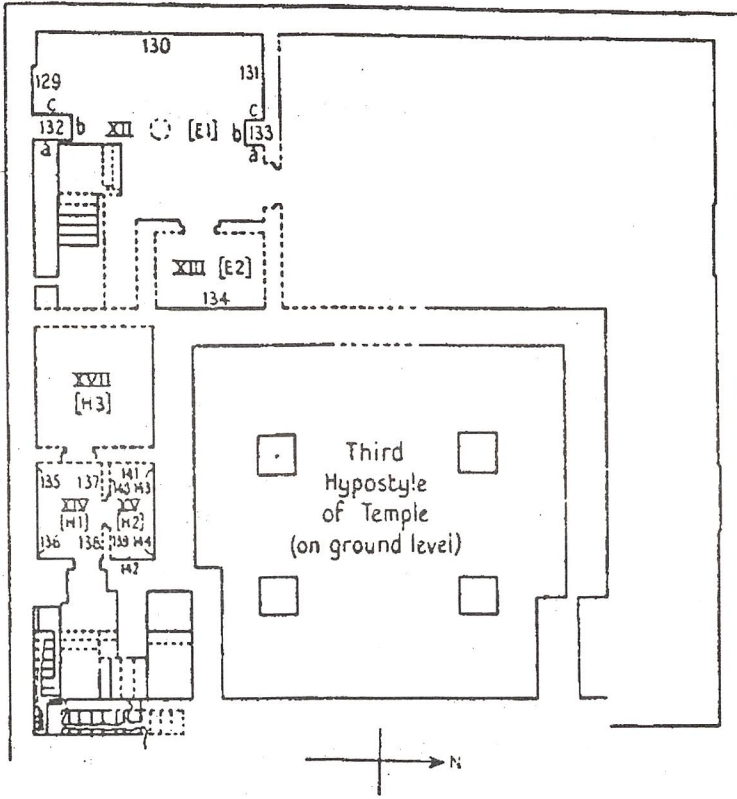 130
129
131
c
c
132
b
XII
[E1]
b
133
a
a
XIII [E2]
134
XVII
[H3]
Third
Hypostyle
of Temple
(on ground level)
135
137
141
140
143
XIV
XV
[H1]
[H2]
136
138
139
144
142
N